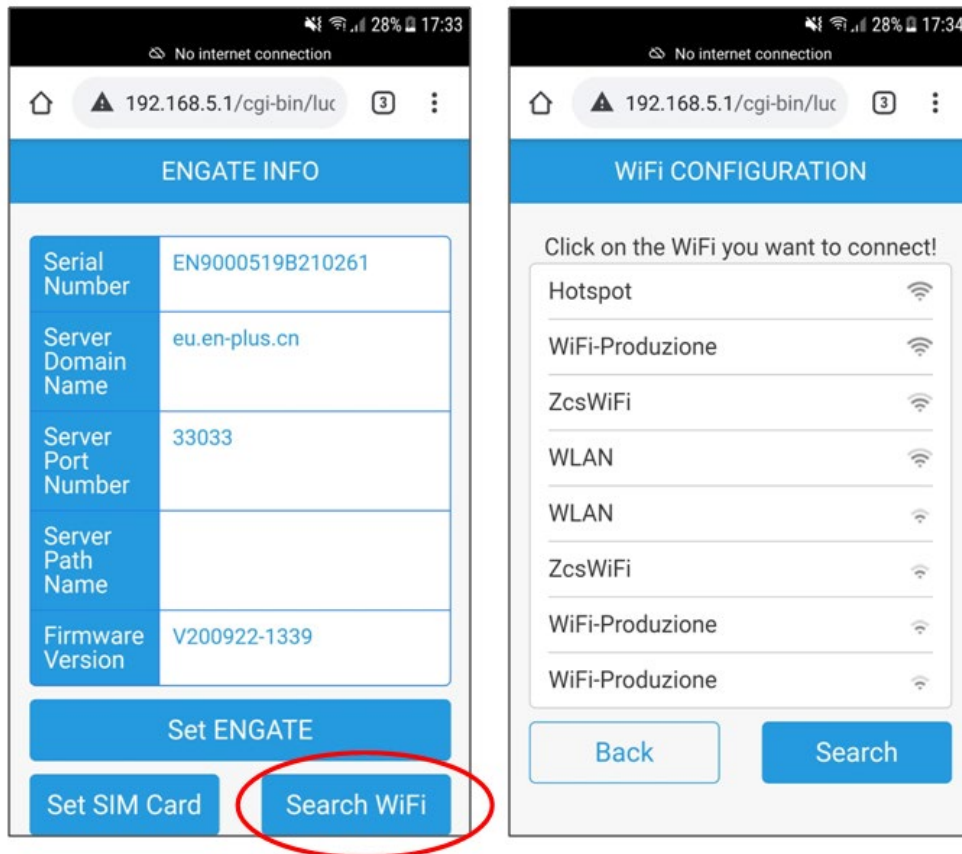 28% 17:33
No internet connection
192.168.5.1/cgi-bin/luc
3
ENGATE INFO
Serial
Number
EN9000519B210261
Server
Domain
Name
eu.en-plus.cn
Server
Port
Number
33033
Server
Path
Name
Firmware
Version
V200922-1339
Set ENGATE
Set SIM Card
Search WiFi
28% 17:34
No internet connection
192.168.5.1/cgi-bin/luc
3
WiFi CONFIGURATION
Click on the WiFi you want to connect!
Hotspot
WiFi-Produzione
ZcsWiFi
WLAN
WLAN
ZcsWiFi
WiFi-Produzione
WiFi-Produzione
Back
Search